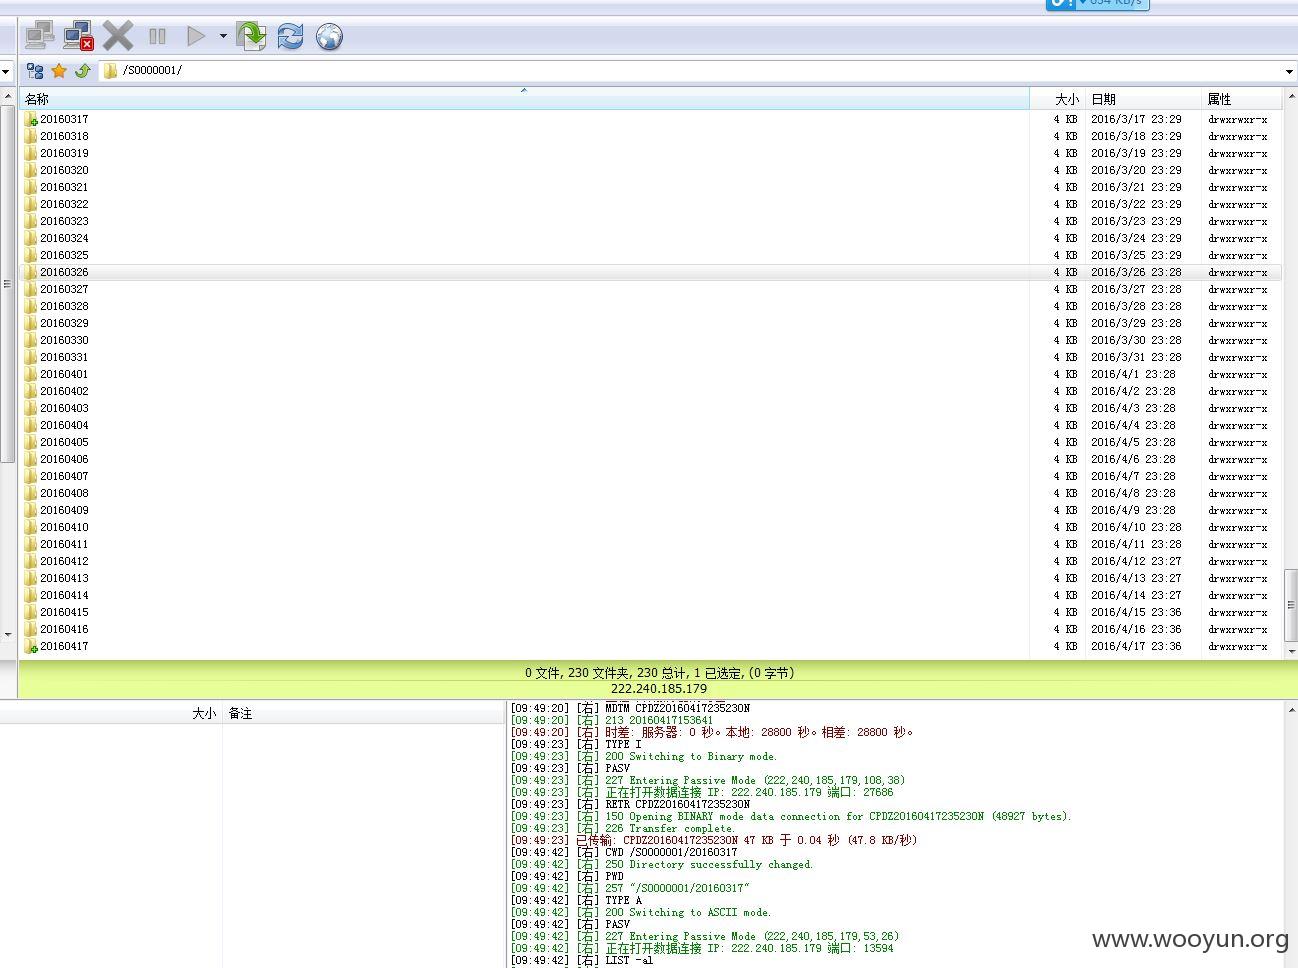 654 KB/s
/S0000001/
名称 大小 日期 属性
20160317 4 KB 2016/3/17 23:29 drwxrwxr-x
20160318 4 KB 2016/3/18 23:29 drwxrwxr-x
20160319 4 KB 2016/3/19 23:29 drwxrwxr-x
20160320 4 KB 2016/3/20 23:29 drwxrwxr-x
20160321 4 KB 2016/3/21 23:29 drwxrwxr-x
20160322 4 KB 2016/3/22 23:29 drwxrwxr-x
20160323 4 KB 2016/3/23 23:29 drwxrwxr-x
20160324 4 KB 2016/3/24 23:29 drwxrwxr-x
20160325 4 KB 2016/3/25 23:29 drwxrwxr-x
20160326 4 KB 2016/3/26 23:28 drwxrwxr-x
20160327 4 KB 2016/3/27 23:28 drwxrwxr-x
20160328 4 KB 2016/3/28 23:28 drwxrwxr-x
20160329 4 KB 2016/3/29 23:28 drwxrwxr-x
20160330 4 KB 2016/3/30 23:28 drwxrwxr-x
20160331 4 KB 2016/3/31 23:28 drwxrwxr-x
20160401 4 KB 2016/4/1 23:28 drwxrwxr-x
20160402 4 KB 2016/4/2 23:28 drwxrwxr-x
20160403 4 KB 2016/4/3 23:28 drwxrwxr-x
20160404 4 KB 2016/4/4 23:28 drwxrwxr-x
20160405 4 KB 2016/4/5 23:28 drwxrwxr-x
20160406 4 KB 2016/4/6 23:28 drwxrwxr-x
20160407 4 KB 2016/4/7 23:28 drwxrwxr-x
20160408 4 KB 2016/4/8 23:28 drwxrwxr-x
20160409 4 KB 2016/4/9 23:28 drwxrwxr-x
20160410 4 KB 2016/4/10 23:28 drwxrwxr-x
20160411 4 KB 2016/4/11 23:28 drwxrwxr-x
20160412 4 KB 2016/4/12 23:27 drwxrwxr-x
20160413 4 KB 2016/4/13 23:27 drwxrwxr-x
20160414 4 KB 2016/4/14 23:27 drwxrwxr-x
20160415 4 KB 2016/4/15 23:36 drwxrwxr-x
20160416 4 KB 2016/4/16 23:36 drwxrwxr-x
20160417 4 KB 2016/4/17 23:36 drwxrwxr-x
0 文件, 230 文件夹, 230 总计, 1 已选定, (0 字节)
222.240.185.179
大小 备注
[09:49:20] [右] MDTM CPDZ20160417235230N
[09:49:20] [右] 213 20160417153641
[09:49:20] [右] 时差: 服务器: 0 秒。本地: 28800 秒。相差: 28800 秒。
[09:49:23] [右] TYPE I
[09:49:23] [右] 200 Switching to Binary mode.
[09:49:23] [右] PASV
[09:49:23] [右] 227 Entering Passive Mode (222,240,185,179,108,38)
[09:49:23] [右] 正在打开数据连接 IP: 222.240.185.179 端口: 27686
[09:49:23] [右] RETR CPDZ20160417235230N
[09:49:23] [右] 150 Opening BINARY mode data connection for CPDZ20160417235230N (48927 bytes).
[09:49:23] [右] 226 Transfer complete.
[09:49:23] 已传输: CPDZ20160417235230N 47 KB 于 0.04 秒 (47.8 KB/秒)
[09:49:42] [右] CWD /S0000001/20160317
[09:49:42] [右] 250 Directory successfully changed.
[09:49:42] [右] PWD
[09:49:42] [右] 257 "/S0000001/20160317"
[09:49:42] [右] TYPE A
[09:49:42] [右] 200 Switching to ASCII mode.
[09:49:42] [右] PASV
[09:49:42] [右] 227 Entering Passive Mode (222,240,185,179,53,26)
[09:49:42] [右] 正在打开数据连接 IP: 222.240.185.179 端口: 13594
[09:49:42] [右] LIST -al
www.wooyun.org